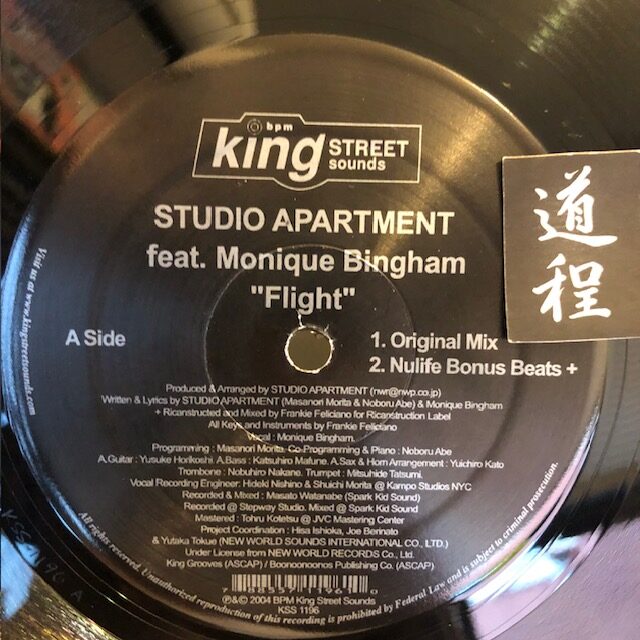 bpm
king STREET sounds
STUDIO APARTMENT
feat. Monique Bingham
"Flight"
道程
A Side
1. Original Mix
2. Nulife Bonus Beats +
Produced & Arranged by STUDIO APARTMENT (nwr@nwp.co.jp)
Written & Lyrics by STUDIO APARTMENT (Masanori Morita & Noboru Abe) & Monique Bingham
+ Ricanstructed and Mixed by Frankie Feliciano for Ricanstruction Label
All Keys and Instruments by Frankie Feliciano
Vocal : Monique Bingham.
Programming : Masanori Morita. Co-Programming & Piano : Noboru Abe
A.Guitar : Yusuke Horikoshi. A.Bass : Katsuhiro Mafune. A.Sax & Horn Arrangement : Yuichiro Kato
Trombone : Nobuhiro Nakane. Trumpet : Mitsuhide Tatsumi.
Vocal Recording Engineer: Hideki Nishino & Shuichi Morita @ Kampo Studios NYC
Recorded & Mixed : Masato Watanabe (Spark Kid Sound)
Recorded @ Stepway Studio. Mixed @ Spark Kid Sound
Mastered : Tohru Kotetsu @ JVC Mastering Center
Project Coordination : Hisa Ishioka, Joe Berinato
& Yutaka Tokue (NEW WORLD SOUNDS INTERNATIONAL CO., LTD.)
Under License from NEW WORLD RECORDS Co., Ltd.
King Grooves (ASCAP) / Boonoonoonos Publishing Co. (ASCAP)
7 88557 11961 0
℗&© 2004 BPM King Street Sounds
KSS 1196
Visit us at www.kingstreetsounds.com
All rights reserved. Unauthorized reproduction of this recording is prohibited by Federal Law and is subject to criminal prosecution.